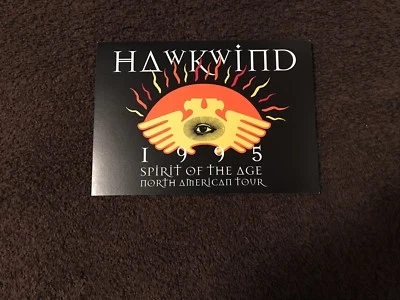 HAWKWIND
1995
SPIRIT OF THE AGE
NORTH AMERICAN TOUR